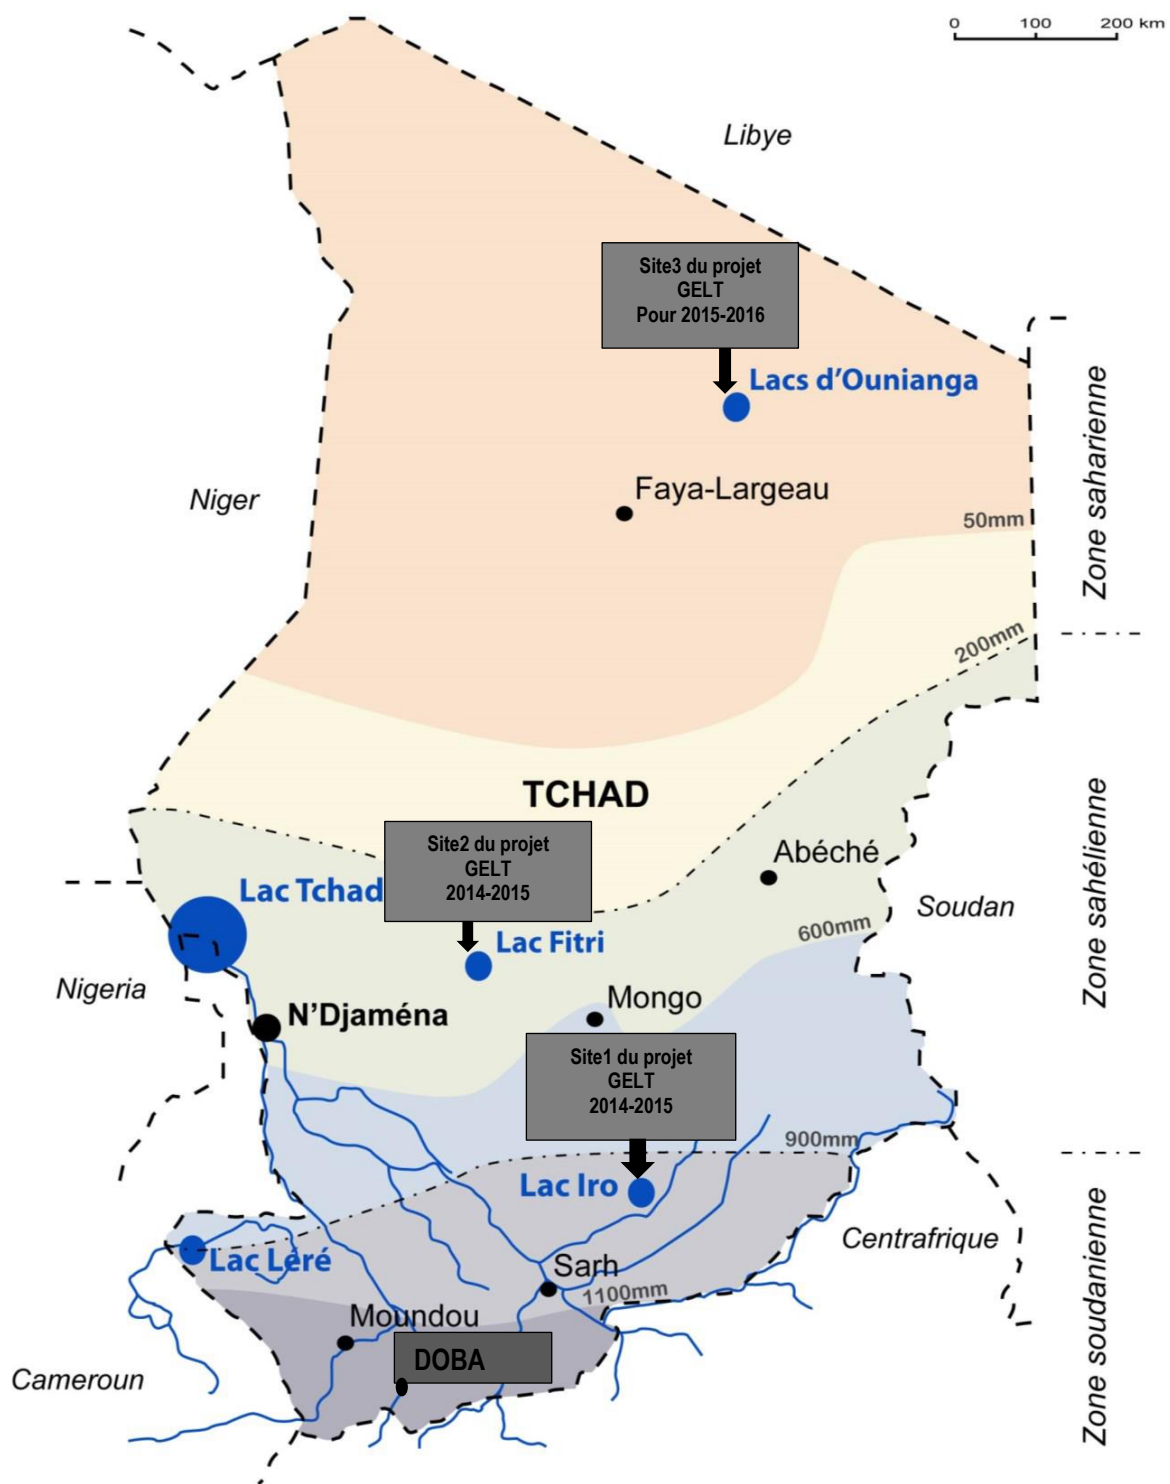 0 100 200 km
Libye
Site3 du projet
GELT
Pour 2015-2016
Lacs d'Ounianga
Zone saharienne
Niger
Faya-Largeau
50mm
200mm
TCHAD
Site2 du projet
GELT
2014-2015
Abéché
Zone sahélienne
Lac Tchad
Soudan
600mm
Lac Fitri
Nigeria
Mongo
N'Djaména
Site1 du projet
GELT
2014-2015
900mm
Lac Iro
Zone soudanienne
Centrafrique
Lac Léré
Sarh
1100mm
Moundou
DOBA
Cameroun